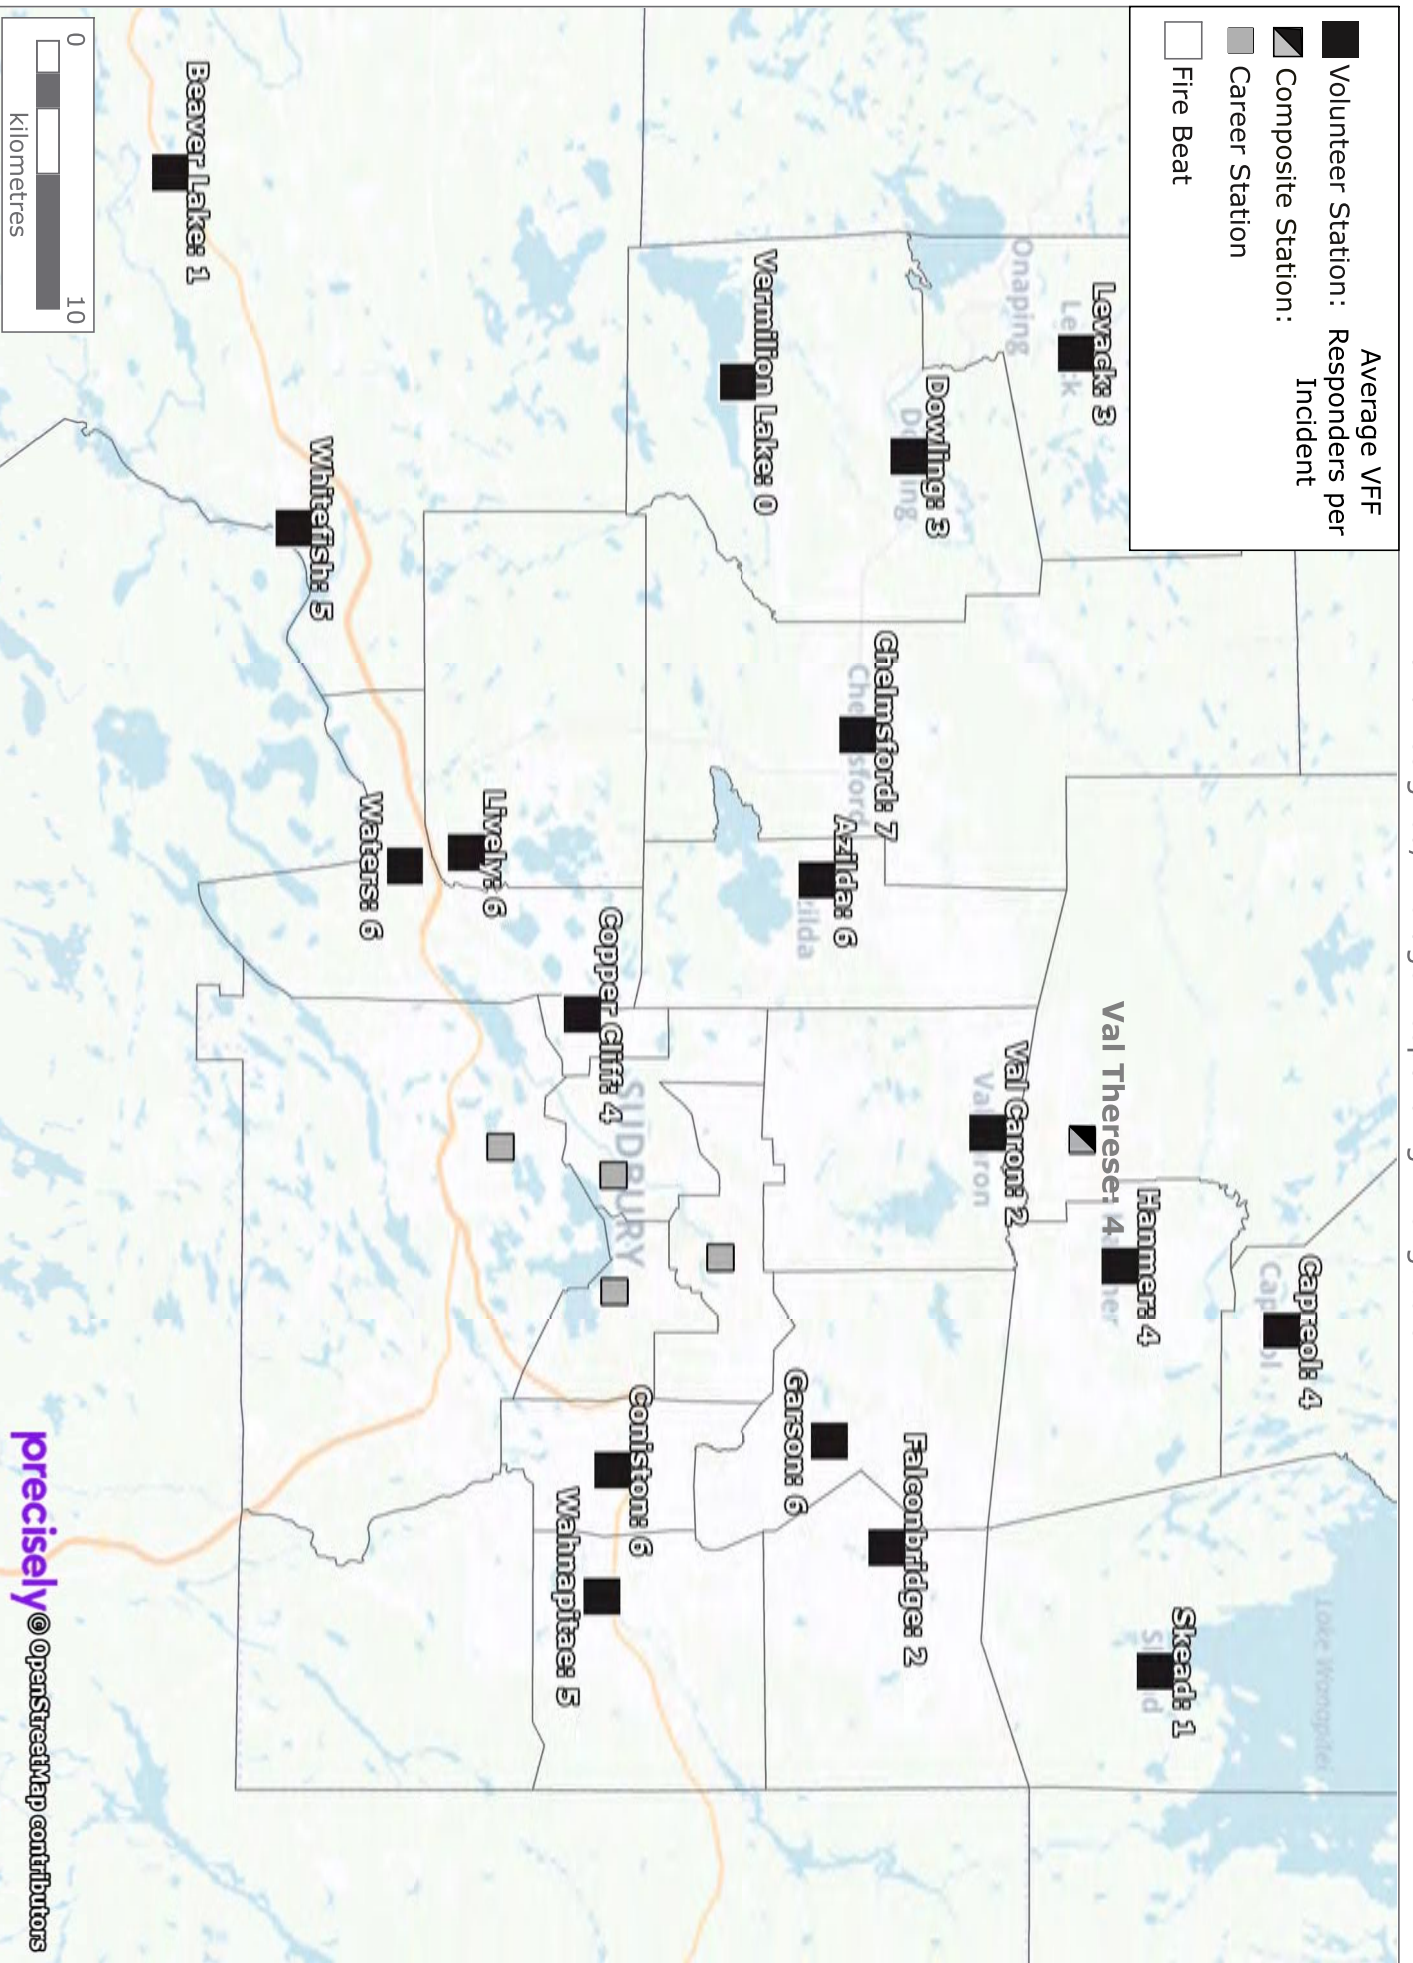 Average VFF
Volunteer Station: Responders per
Composite Station: Incident
Career Station
Fire Beat
Levack: 3
Onaping
Dowling: 3
Vermilion Lake: 0
Chelmsford: 7
Azilda: 6
Val Therese: 4
Val Caron: 2
Hanmer: 4
Capreol: 4
Skead: 1
Lake Wanapitei
Falconbridge: 2
Garson: 6
Coniston: 6
Wahnapitae: 5
SUDBURY
Copper Cliff: 4
Lively: 6
Waters: 6
Whitefish: 5
Beaver Lake: 1
0 10
kilometres
precisely © OpenStreetMap contributors